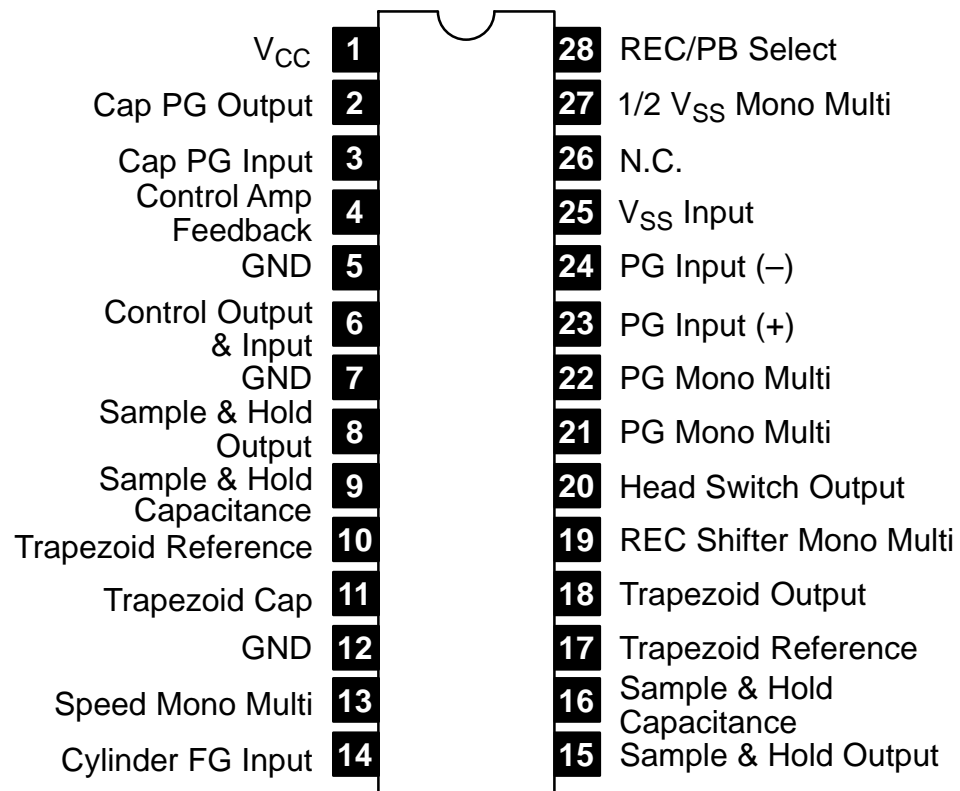 V_CC 1
Cap PG Output 2
Cap PG Input 3
Control Amp
Feedback 4
GND 5
Control Output
& Input 6
GND 7
Sample & Hold
Output 8
Sample & Hold
Capacitance 9
Trapezoid Reference 10
Trapezoid Cap 11
GND 12
Speed Mono Multi 13
Cylinder FG Input 14
28 REC/PB Select
27 1/2 V_SS Mono Multi
26 N.C.
25 V_SS Input
24 PG Input (–)
23 PG Input (+)
22 PG Mono Multi
21 PG Mono Multi
20 Head Switch Output
19 REC Shifter Mono Multi
18 Trapezoid Output
17 Trapezoid Reference
16 Sample & Hold
Capacitance
15 Sample & Hold Output